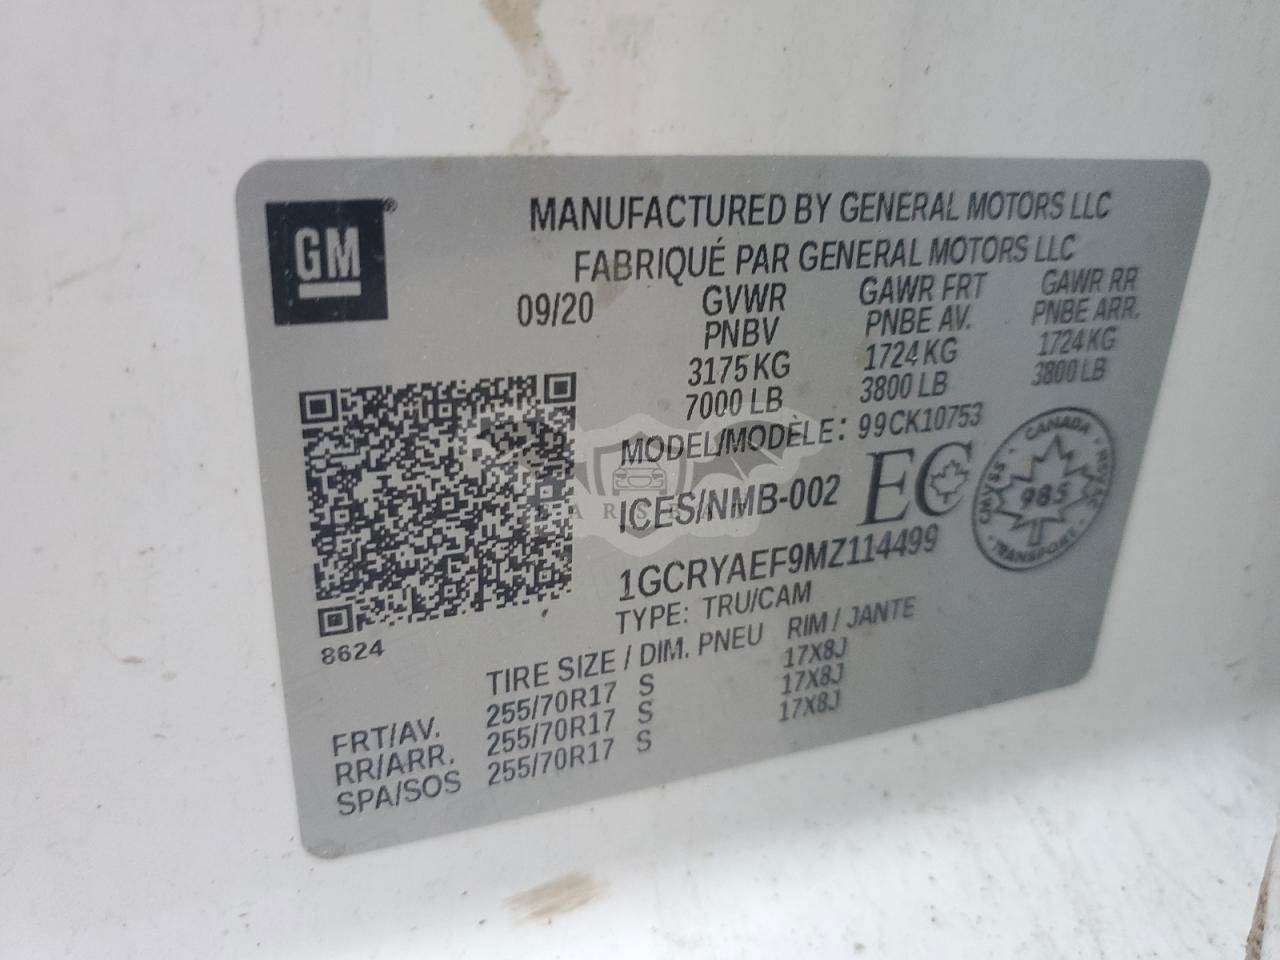 GM®
MANUFACTURED BY GENERAL MOTORS LLC
FABRIQUÉ PAR GENERAL MOTORS LLC
09/20 GVWR GAWR FRT GAWR RR
PNBV PNBE AV. PNBE ARR.
3175 KG 1724 KG 1724 KG
7000 LB 3800 LB 3800 LB
MODEL/MODÈLE: 99CK10753
ICES/NMB-002 EC
CANADA
CMVSS 985 NSVAC
TRANSPORT
CARSBAT
1GCRYAEF9MZ114499
TYPE: TRU/CAM
8624
TIRE SIZE / DIM. PNEU RIM / JANTE
FRT/AV. 255/70R17 S 17X8J
RR/ARR. 255/70R17 S 17X8J
SPA/SOS 255/70R17 S 17X8J